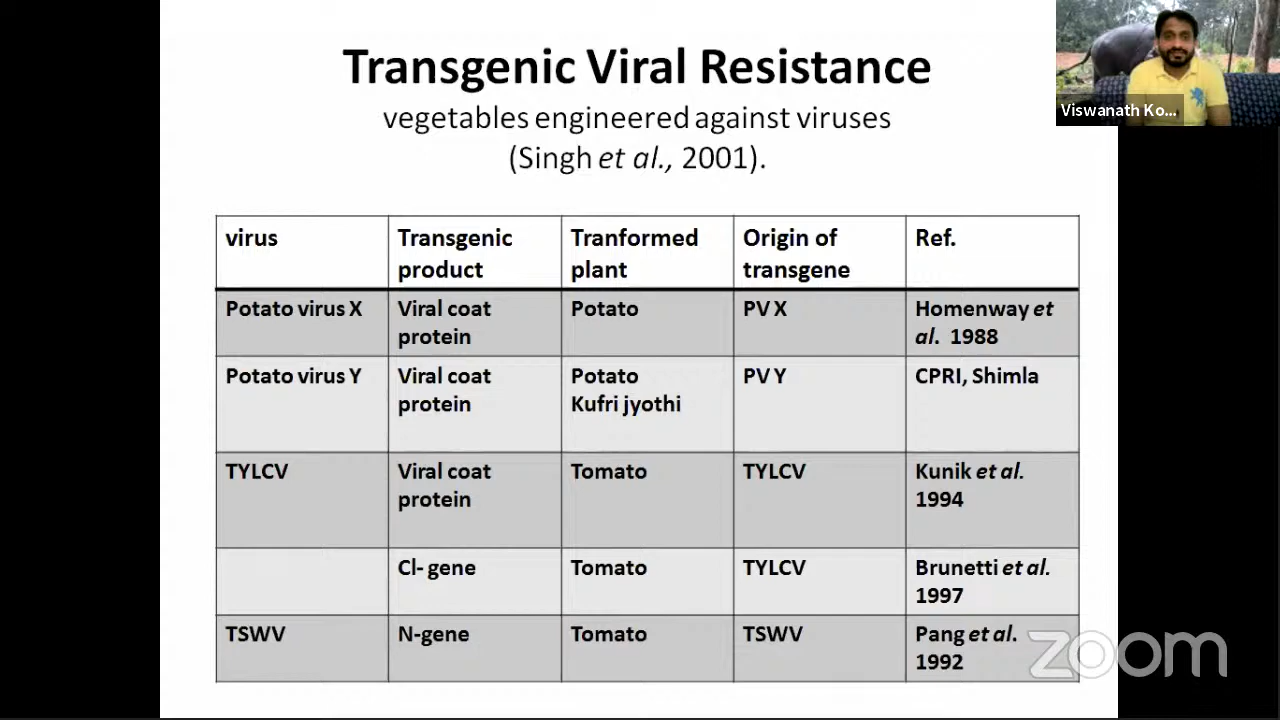 Transgenic Viral Resistance
vegetables engineered against viruses
(Singh et al., 2001).
Viswanath Ko...
virus
Transgenic product
Tranformed plant
Origin of transgene
Ref.
Potato virus X
Viral coat protein
Potato
PV X
Homenway et al. 1988
Potato virus Y
Viral coat protein
Potato
Kufri jyothi
PV Y
CPRI, Shimla
TYLCV
Viral coat protein
Tomato
TYLCV
Kunik et al. 1994
Cl- gene
Tomato
TYLCV
Brunetti et al. 1997
TSWV
N-gene
Tomato
TSWV
Pang et al. 1992
zoom